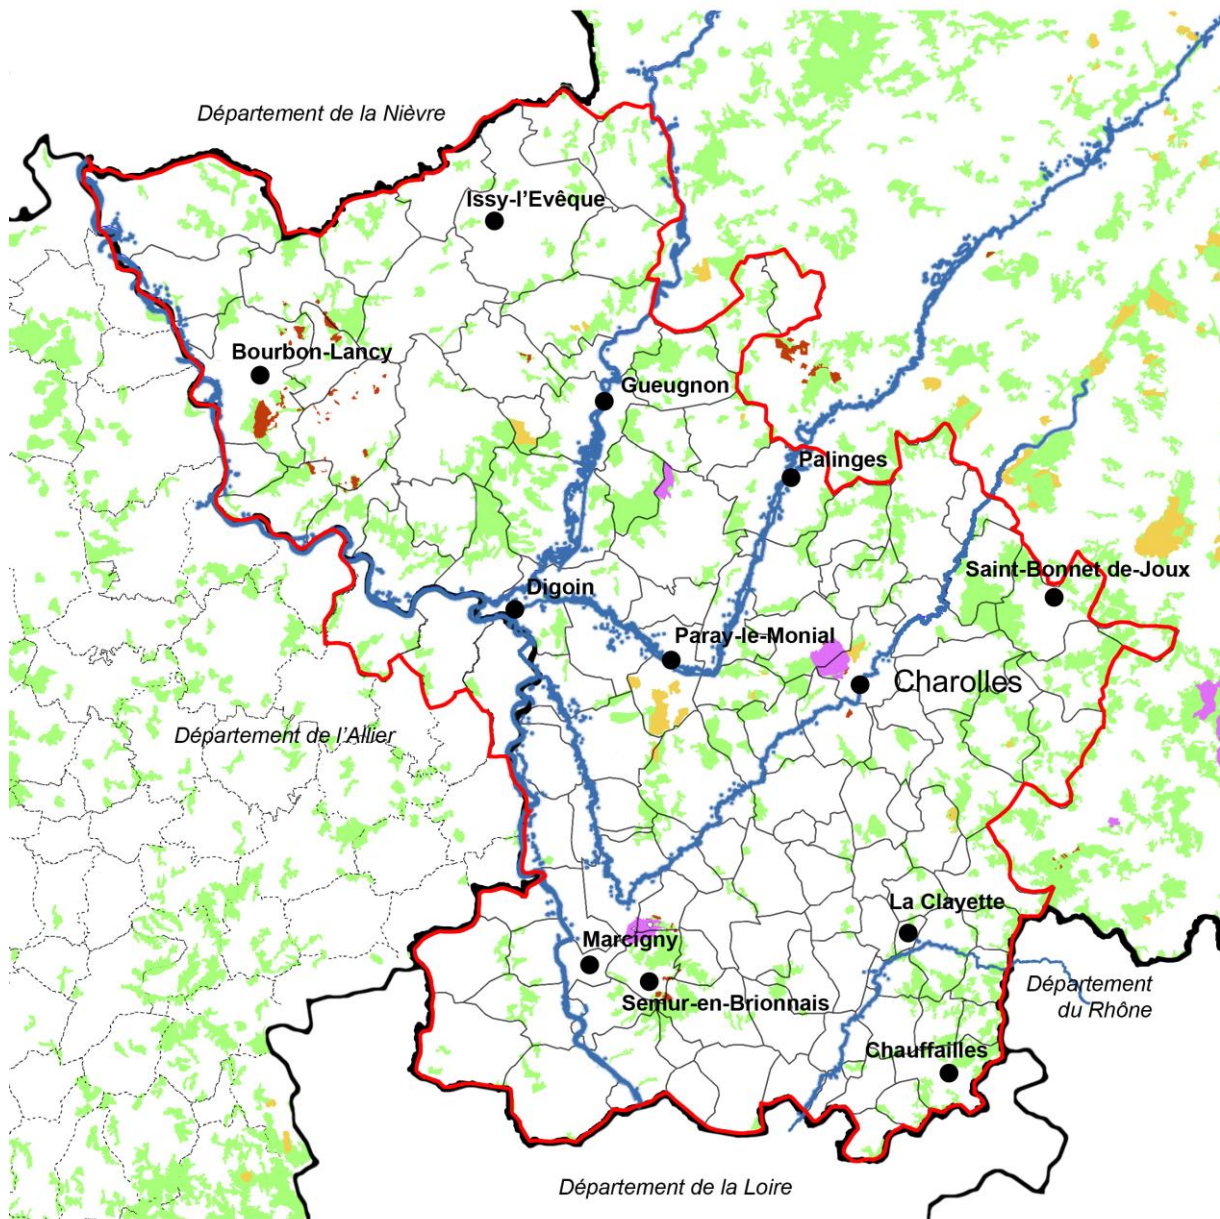 Département de la Nièvre
Issy-l'Evêque
Bourbon-Lancy
Gueugnon
Palinges
Saint-Bonnet de-Joux
Digoin
Paray-le-Monial
Charolles
Département de l'Allier
La Clayette
Marcigny
Semur-en-Brionnais
Département
du Rhône
Chauffailles
Département de la Loire